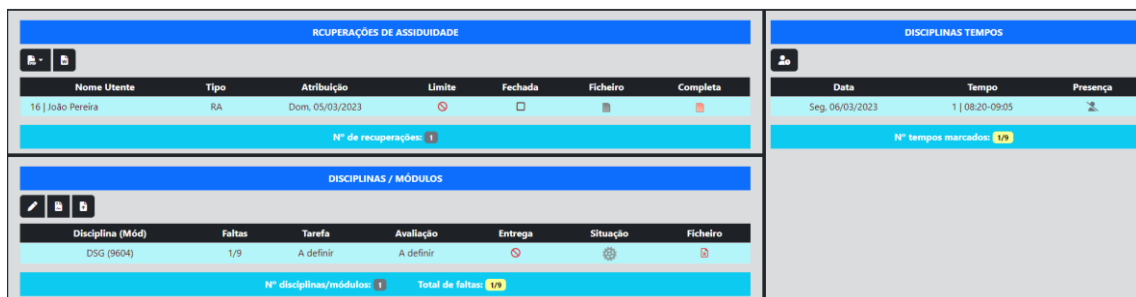 RCUPERAÇÕES DE ASSIDUIDADE
Nome Utente Tipo Atribuição Limite Fechada Ficheiro Completa
16 | João Pereira RA Dom, 05/03/2023
Nº de recuperações: 1
DISCIPLINAS / MÓDULOS
Disciplina (Mód) Faltas Tarefa Avaliação Entrega Situação Ficheiro
DSG (9604) 1/9 A definir A definir
Nº disciplinas/módulos: 1 Total de faltas: 1/9
DISCIPLINAS TEMPOS
Data Tempo Presença
Seg, 06/03/2023 1 | 08:20-09:05
Nº tempos marcados: 1/9